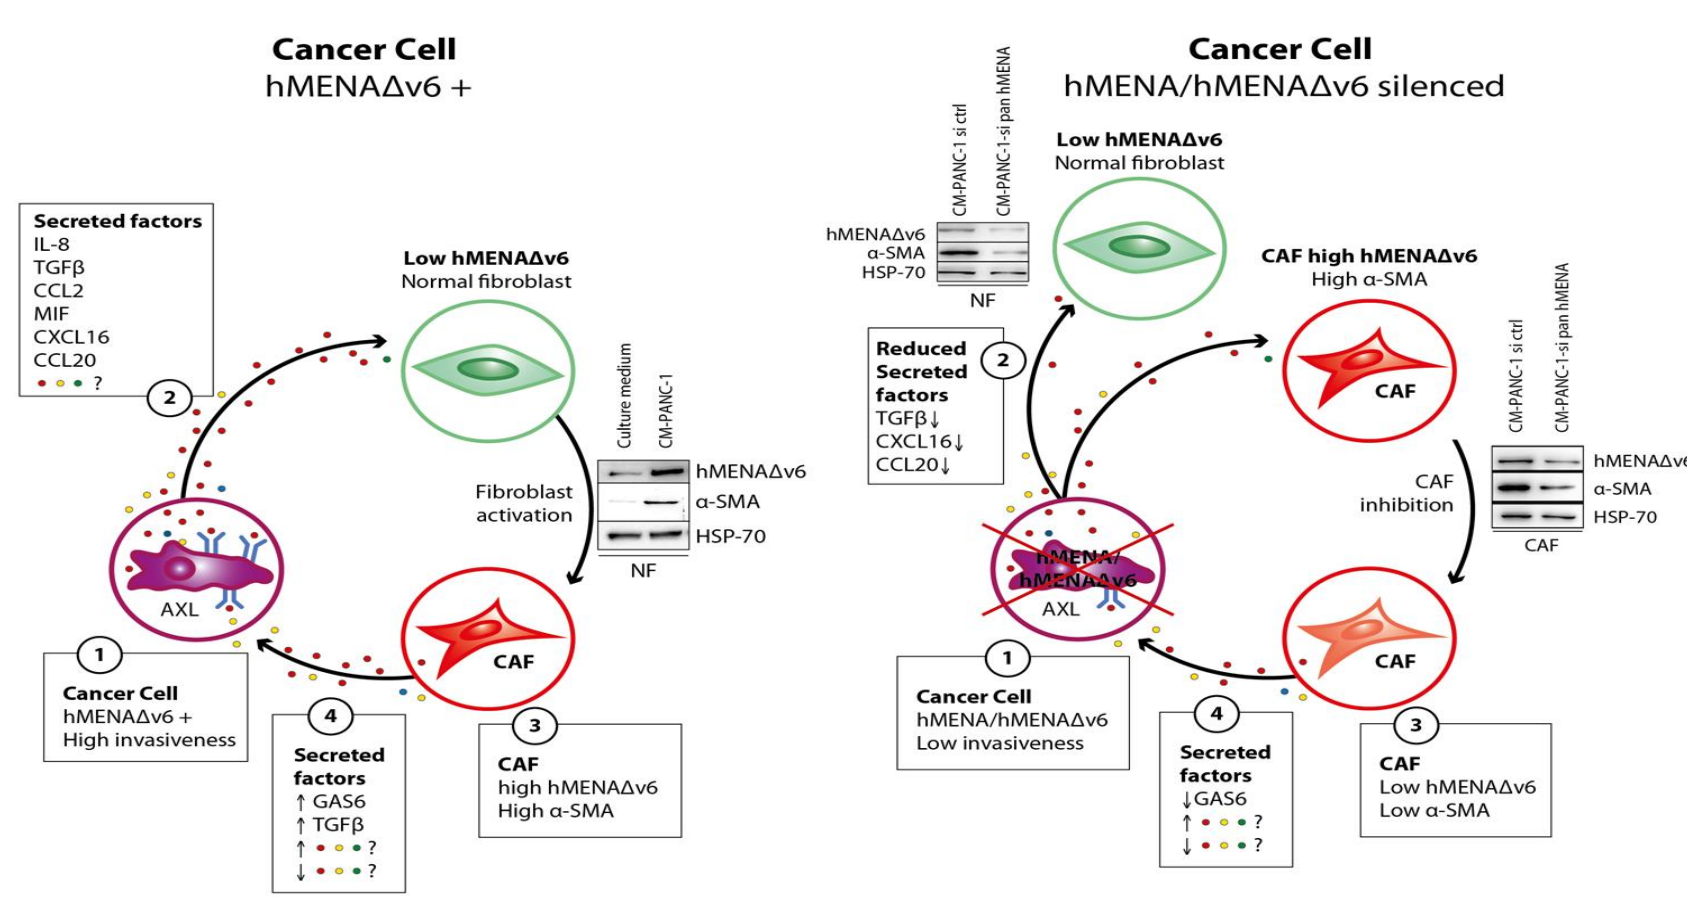 Cancer Cell
hMENAΔv6 +
Secreted factors
IL-8
TGFβ
CCL2
MIF
CXCL16
CCL20
?
2
Low hMENAΔv6
Normal fibroblast
Culture medium
CM-PANC-1
hMENAΔv6
α-SMA
HSP-70
NF
Fibroblast
activation
AXL
CAF
1
Cancer Cell
hMENAΔv6 +
High invasiveness
4
Secreted
factors
↑ GAS6
↑ TGFβ
↑ ?
↓ ?
3
CAF
high hMENAΔv6
High α-SMA
Cancer Cell
hMENA/hMENAΔv6 silenced
CM-PANC-1 si ctrl
CM-PANC-1-si pan hMENA
hMENAΔv6
α-SMA
HSP-70
NF
Low hMENAΔv6
Normal fibroblast
CAF high hMENAΔv6
High α-SMA
CAF
2
Reduced
Secreted
factors
TGFβ↓
CXCL16↓
CCL20↓
CM-PANC-1 si ctrl
CM-PANC-1-si pan hMENA
hMENAΔv6
α-SMA
HSP-70
CAF
CAF
inhibition
hMENA/
hMENAΔv6
AXL
CAF
1
Cancer Cell
hMENA/hMENAΔv6
Low invasiveness
4
Secreted
factors
↓GAS6
↑ ?
↓ ?
3
CAF
Low hMENAΔv6
Low α-SMA